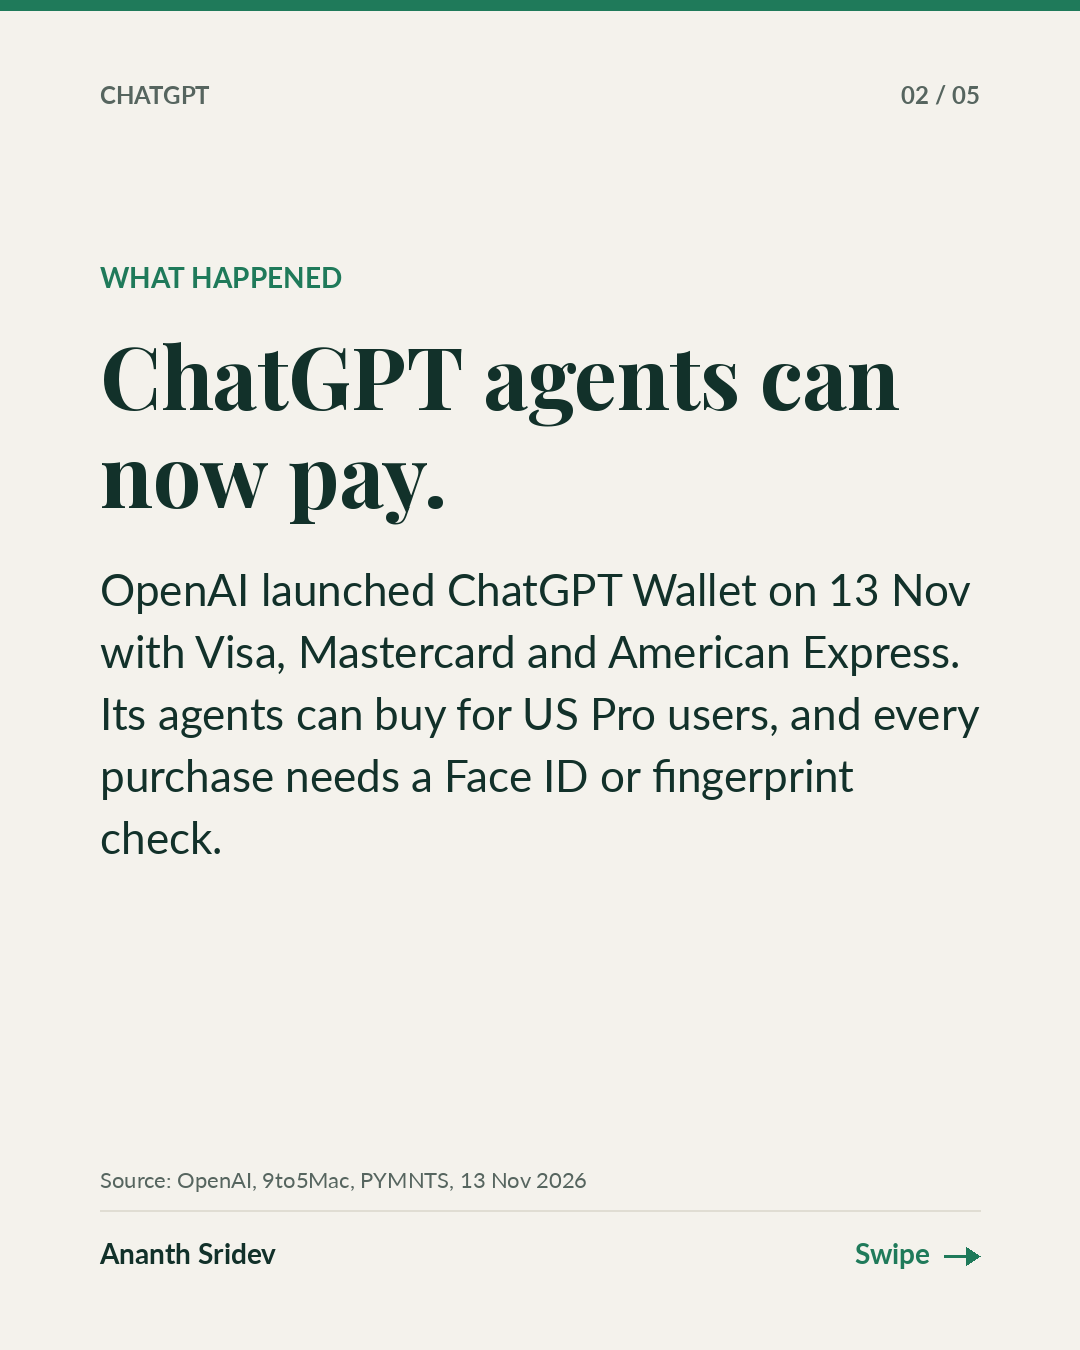 CHATGPT
02 / 05
WHAT HAPPENED
ChatGPT agents can
now pay.
OpenAI launched ChatGPT Wallet on 13 Nov
with Visa, Mastercard and American Express.
Its agents can buy for US Pro users, and every
purchase needs a Face ID or fingerprint
check.
Source: OpenAI, 9to5Mac, PYMNTS, 13 Nov 2026
Ananth Sridev
Swipe